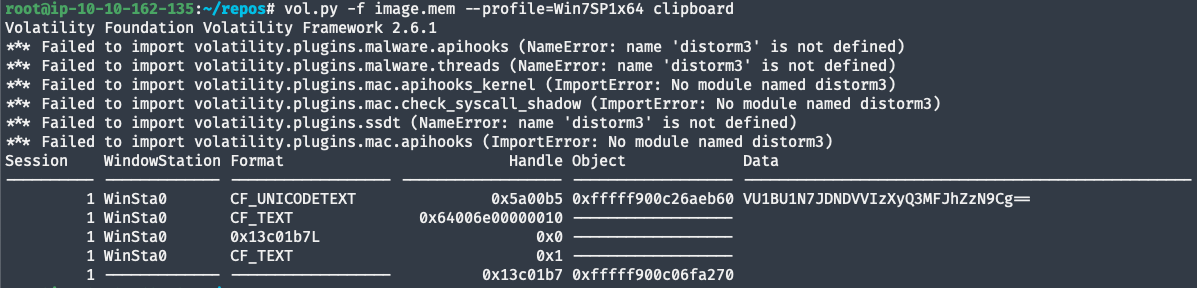 root@ip-10-10-162-135:~/repos# vol.py -f image.mem --profile=Win7SP1x64 clipboard
Volatility Foundation Volatility Framework 2.6.1
*** Failed to import volatility.plugins.malware.apihooks (NameError: name 'distorm3' is not defined)
*** Failed to import volatility.plugins.malware.threads (NameError: name 'distorm3' is not defined)
*** Failed to import volatility.plugins.mac.apihooks_kernel (ImportError: No module named distorm3)
*** Failed to import volatility.plugins.mac.check_syscall_shadow (ImportError: No module named distorm3)
*** Failed to import volatility.plugins.ssdt (NameError: name 'distorm3' is not defined)
*** Failed to import volatility.plugins.mac.apihooks (ImportError: No module named distorm3)
Session    WindowStation Format                         Handle Object             Data
---------- ------------- ------------------ ------------------ ------------------ --------------------------------------------------
         1 WinSta0       CF_UNICODETEXT               0x5a00b5 0xfffff900c26aeb60 VU1BU1N7JDNDVVIzXyQ3MFJhZzN9Cg==
         1 WinSta0       CF_TEXT              0x64006e00000010 ------------------
         1 WinSta0       0x13c01b7L                        0x0 ------------------
         1 WinSta0       CF_TEXT                           0x1 ------------------
         1 ------------- ------------------          0x13c01b7 0xfffff900c06fa270